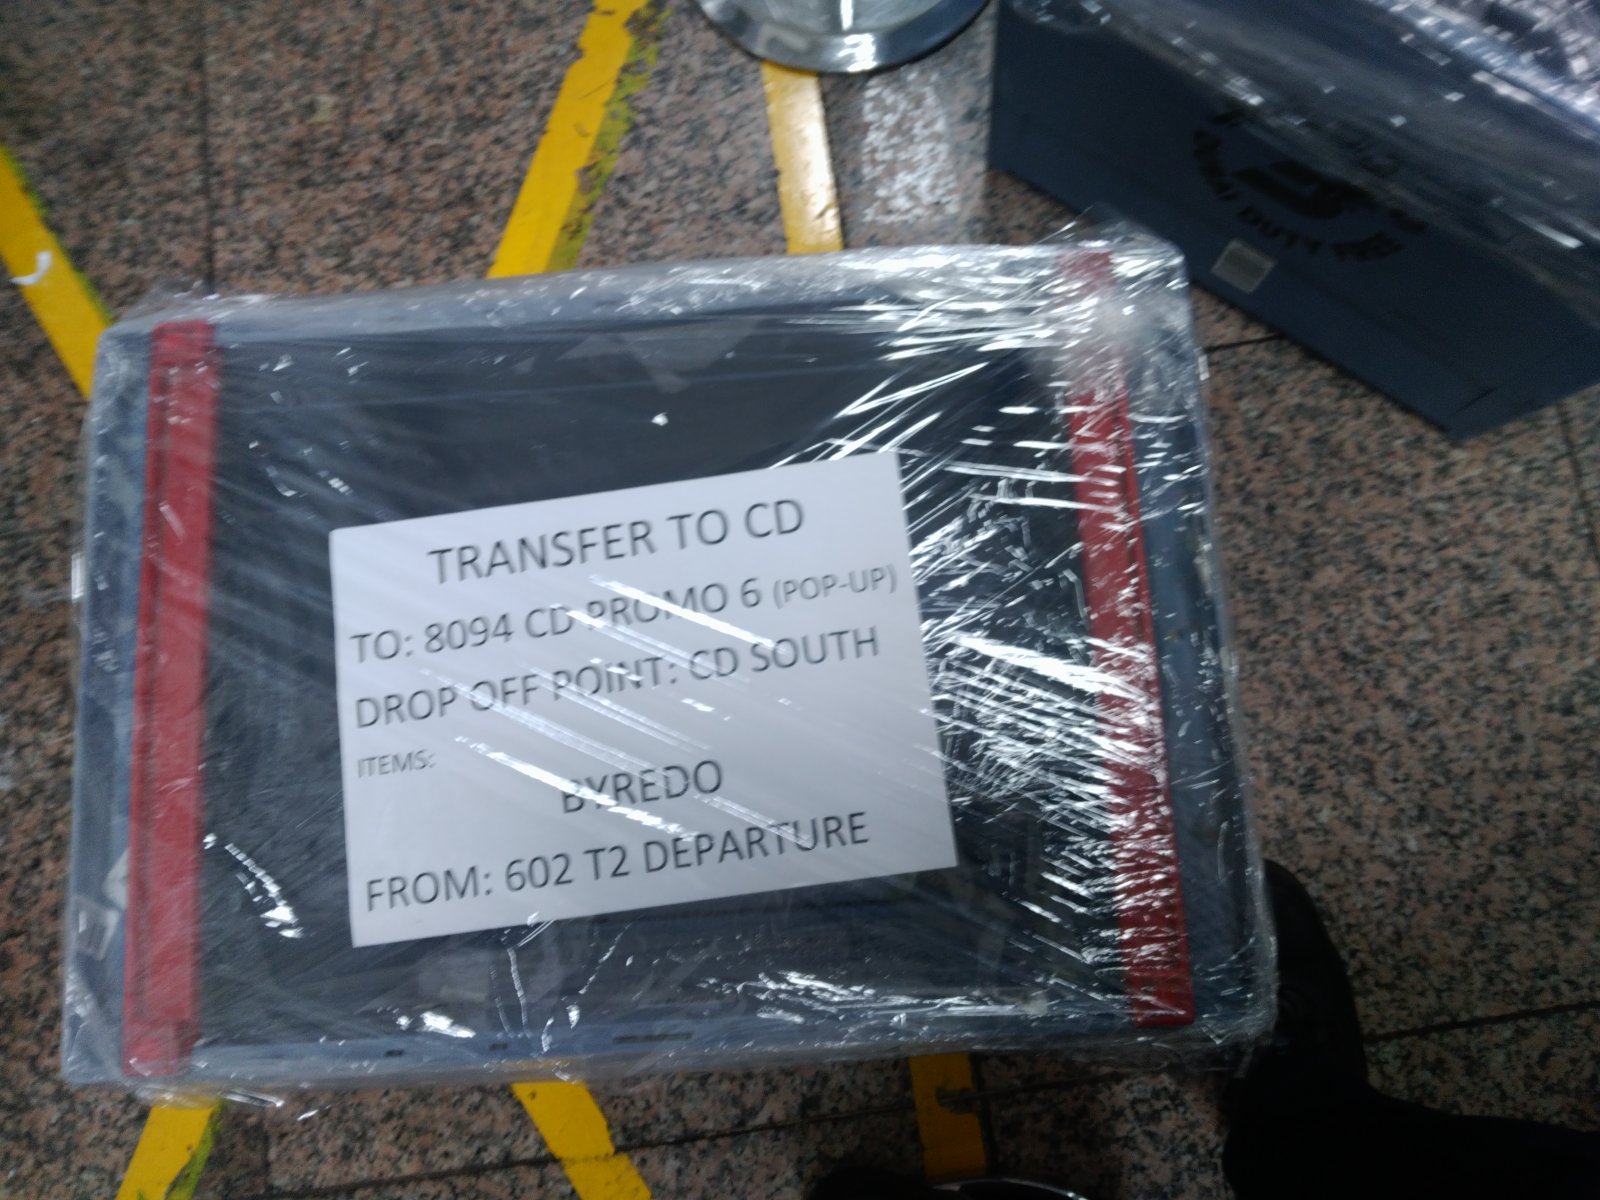 TRANSFER TO CD
TO: 8094 CD PROMO 6 (POP-UP)
DROP OFF POINT: CD SOUTH
ITEMS:
BYREDO
FROM: 602 T2 DEPARTURE